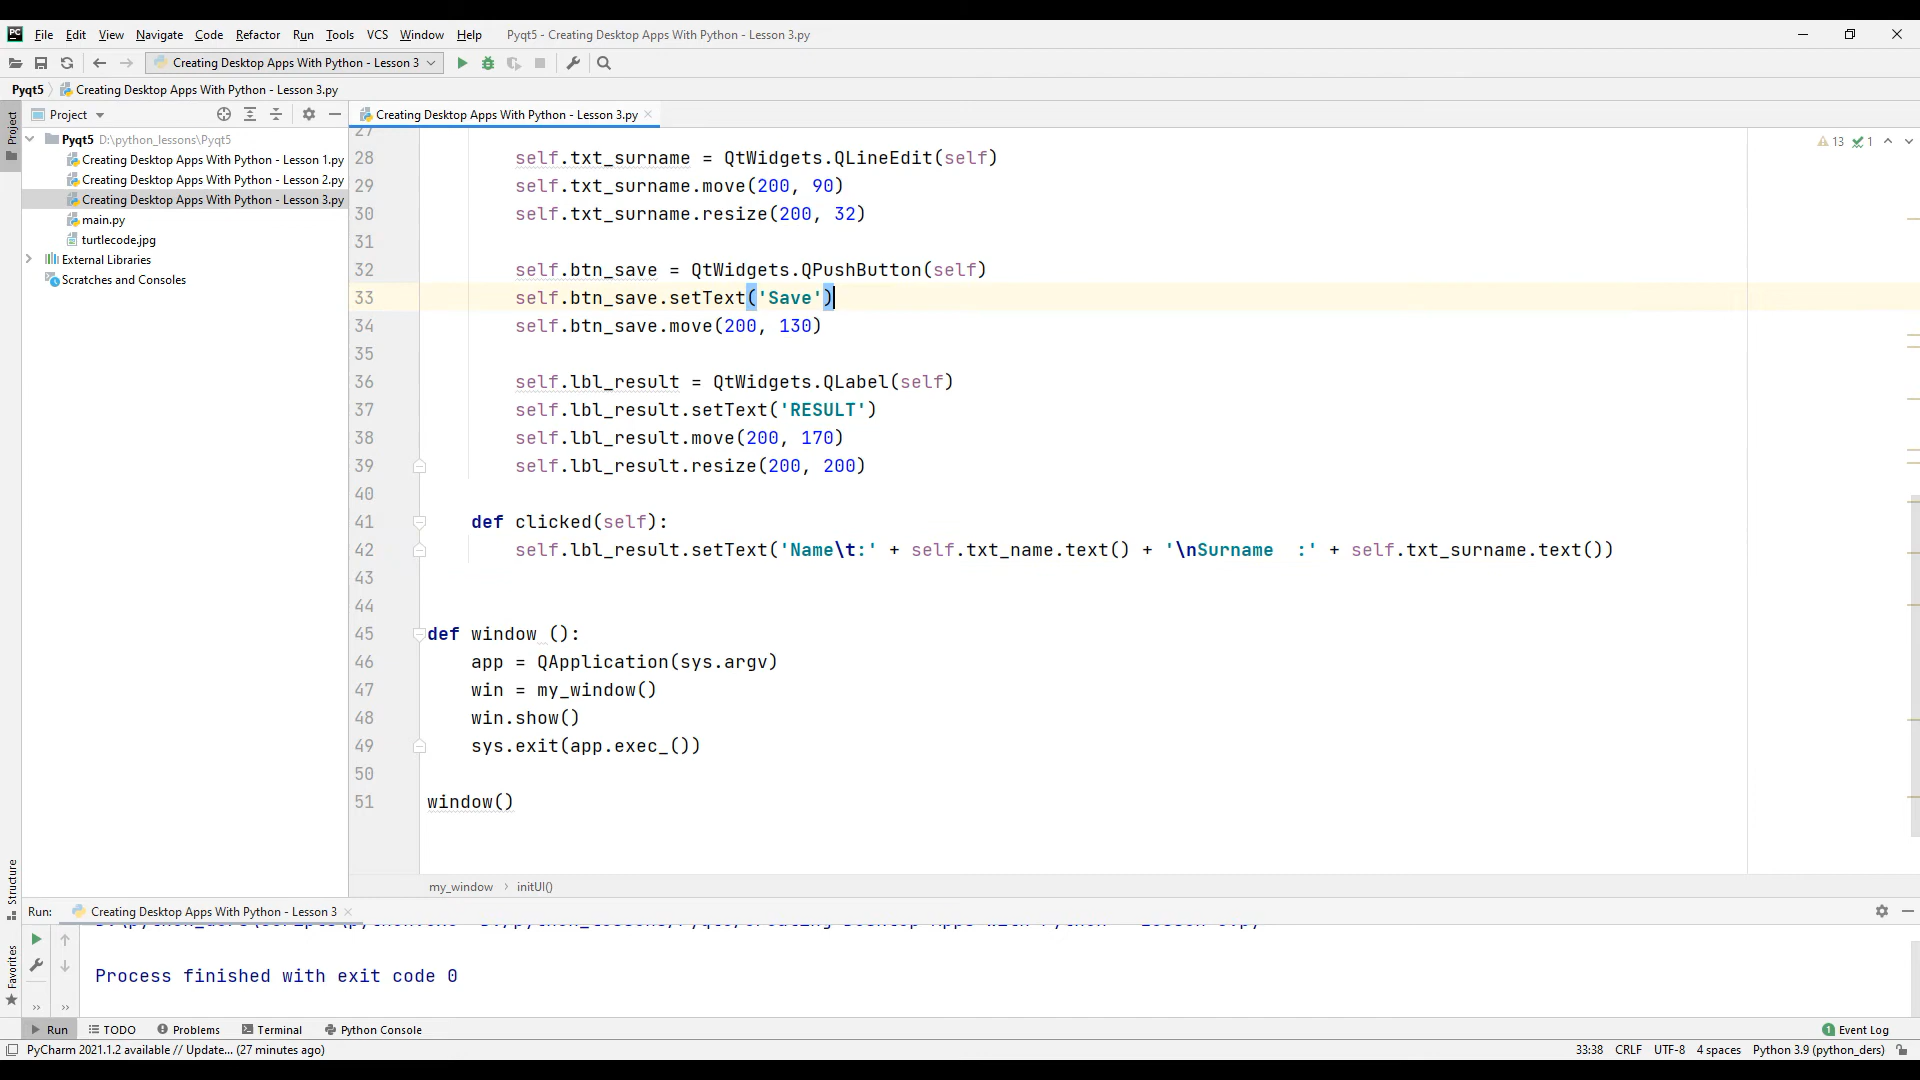 File Edit View Navigate Code Refactor Run Tools VCS Window Help Pyqt5 - Creating Desktop Apps With Python - Lesson 3.py
Creating Desktop Apps With Python - Lesson 3
Pyqt5 Creating Desktop Apps With Python - Lesson 3.py
Project
Creating Desktop Apps With Python - Lesson 3.py
Project
Pyqt5 D:\python_lessons\Pyqt5
Creating Desktop Apps With Python - Lesson 1.py
Creating Desktop Apps With Python - Lesson 2.py
Creating Desktop Apps With Python - Lesson 3.py
main.py
turtlecode.jpg
External Libraries
Scratches and Consoles
13 1
27
28 self.txt_surname = QtWidgets.QLineEdit(self)
29 self.txt_surname.move(200, 90)
30 self.txt_surname.resize(200, 32)
31
32 self.btn_save = QtWidgets.QPushButton(self)
33 self.btn_save.setText('Save')
34 self.btn_save.move(200, 130)
35
36 self.lbl_result = QtWidgets.QLabel(self)
37 self.lbl_result.setText('RESULT')
38 self.lbl_result.move(200, 170)
39 self.lbl_result.resize(200, 200)
40
41 def clicked(self):
42 self.lbl_result.setText('Name\t:' + self.txt_name.text() + '\nSurname  :' + self.txt_surname.text())
43
44
45 def window ():
46 app = QApplication(sys.argv)
47 win = my_window()
48 win.show()
49 sys.exit(app.exec_())
50
51 window()
my_window › initUI()
Structure
Favorites
Run: Creating Desktop Apps With Python - Lesson 3
Process finished with exit code 0
Run TODO Problems Terminal Python Console 1 Event Log
PyCharm 2021.1.2 available // Update... (27 minutes ago) 33:38 CRLF UTF-8 4 spaces Python 3.9 (python_ders)